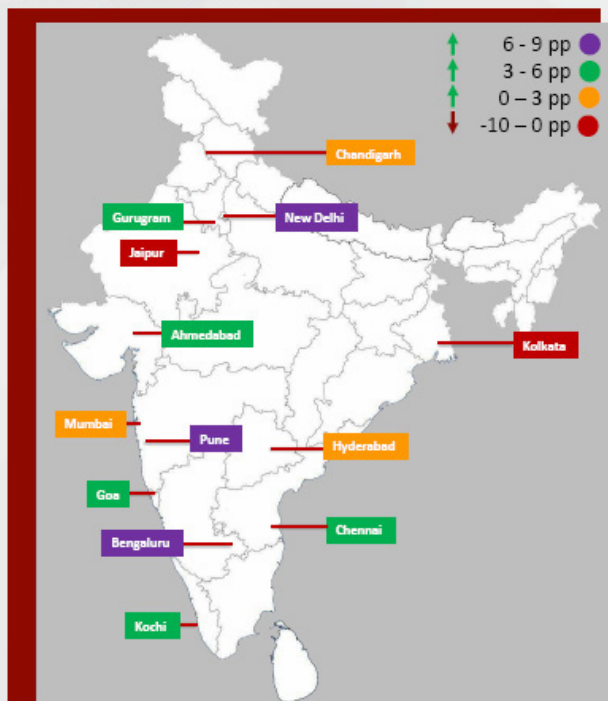 6 - 9 pp
3 - 6 pp
0 – 3 pp
-10 – 0 pp
Chandigarh
Gurugram
New Delhi
Jaipur
Ahmedabad
Kolkata
Mumbai
Pune
Hyderabad
Goa
Chennai
Bengaluru
Kochi